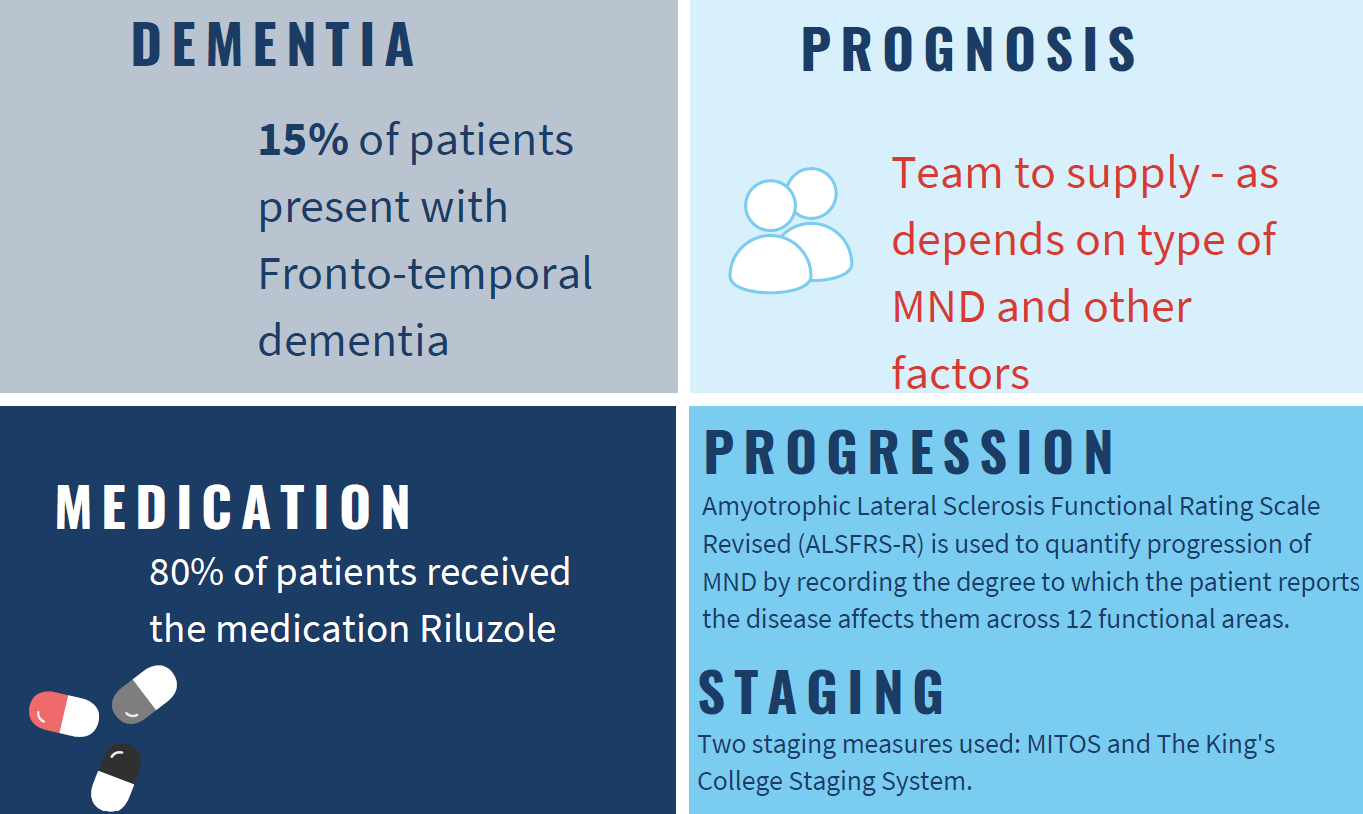 DEMENTIA
15% of patients
present with
Fronto-temporal
dementia
PROGNOSIS
Team to supply - as
depends on type of
MND and other
factors
MEDICATION
80% of patients received
the medication Riluzole
PROGRESSION
Amyotrophic Lateral Sclerosis Functional Rating Scale
Revised (ALSFRS-R) is used to quantify progression of
MND by recording the degree to which the patient reports
the disease affects them across 12 functional areas.
STAGING
Two staging measures used: MITOS and The King's
College Staging System.